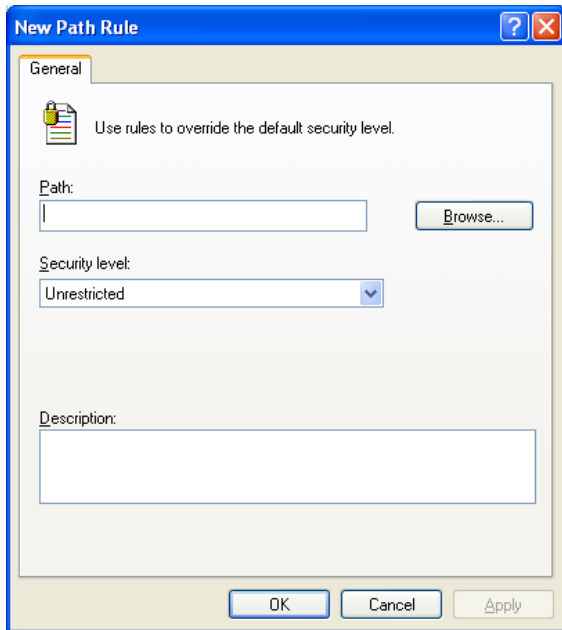 New Path Rule
General
Use rules to override the default security level.
Path:
Browse...
Security level:
Unrestricted
Description:
OK Cancel Apply